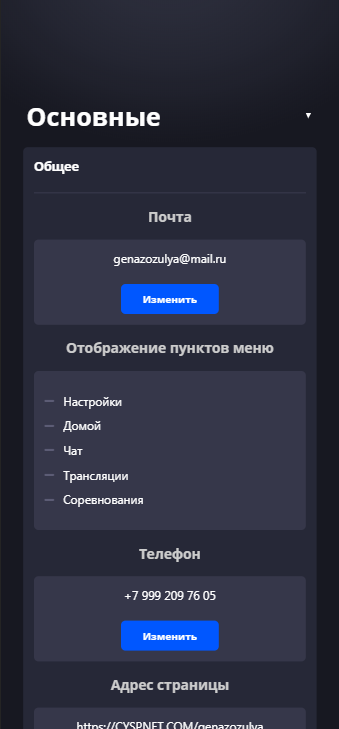 Основные
Общее
Почта
genazozulya@mail.ru
Изменить
Отображение пунктов меню
Настройки
Домой
Чат
Трансляции
Соревнования
Телефон
+7 999 209 76 05
Изменить
Адрес страницы
https://CYSPNET.COM/genazozulya